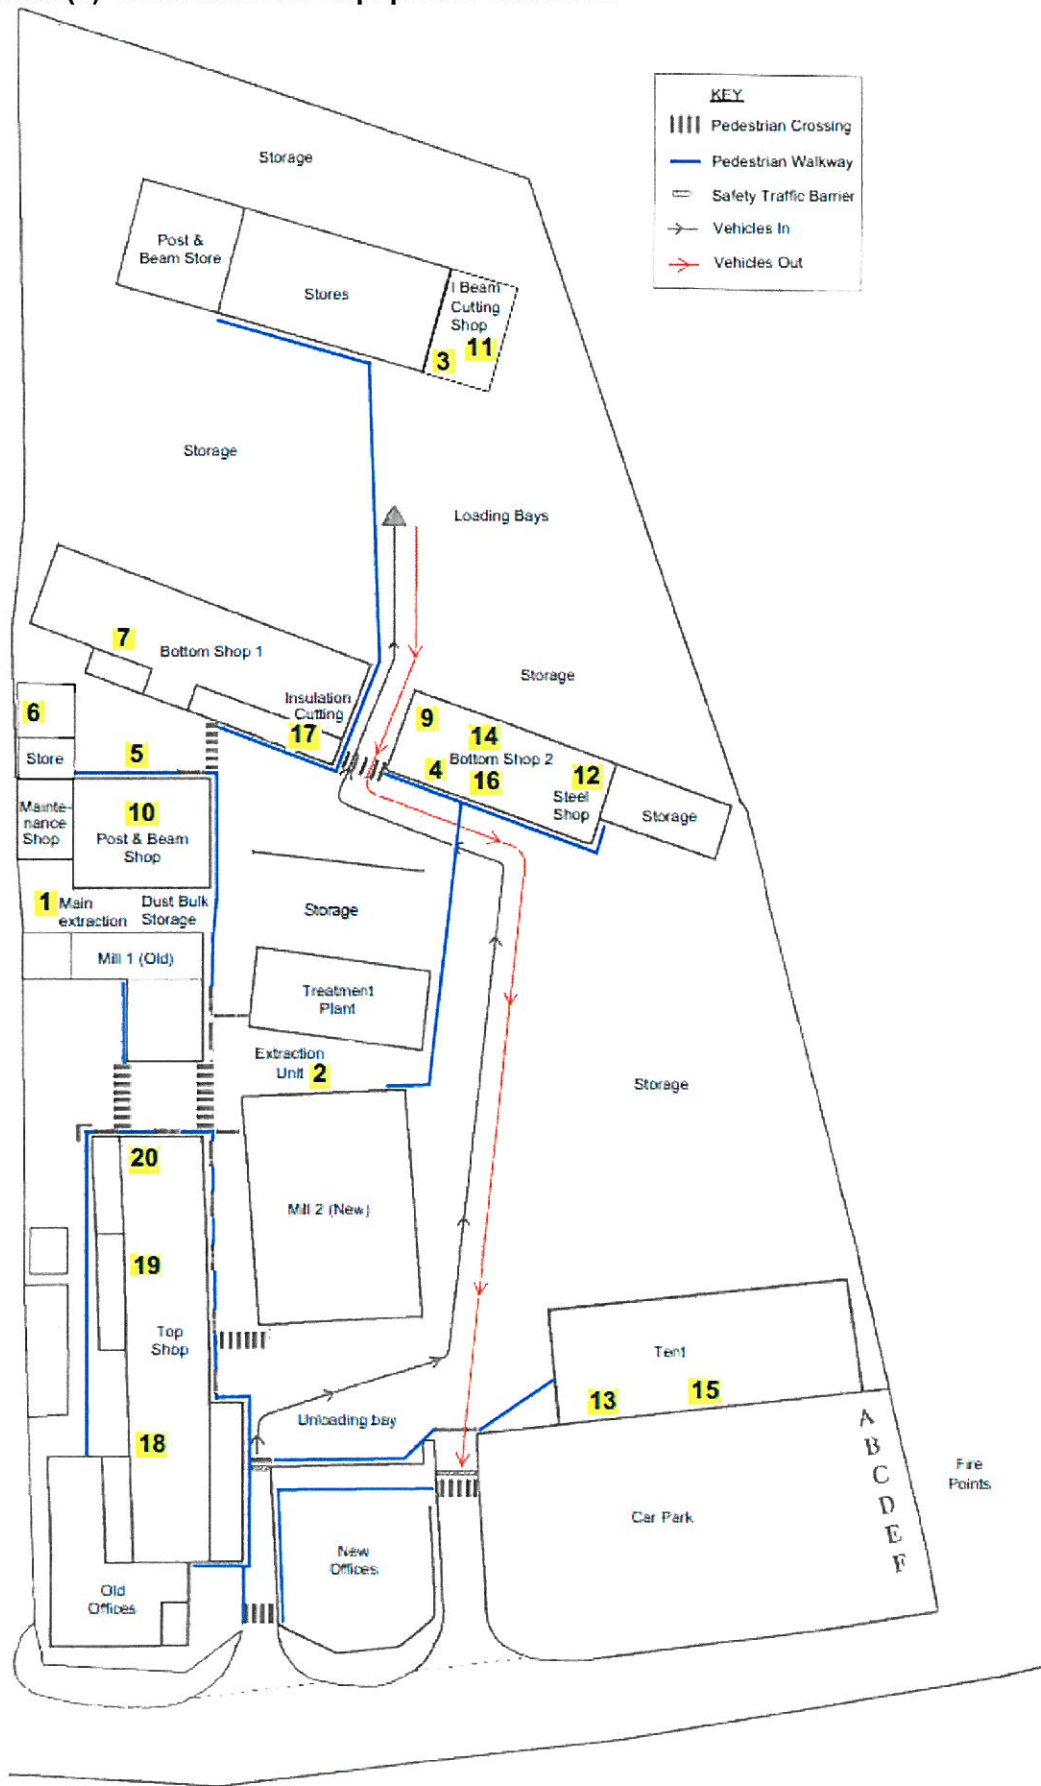 KEY
Pedestrian Crossing
Pedestrian Walkway
Safety Traffic Barrier
Vehicles In
Vehicles Out
Storage
Post &
Beam Store
Stores
I Beam
Cutting
Shop
3
11
Storage
Loading Bays
7
Bottom Shop 1
Storage
6
Insulation
Cutting
17
9
14
Bottom Shop 2
4
16
12
Steel
Shop
Storage
Store
5
Mainte-
nance
Shop
10
Post & Beam
Shop
1
Main
extraction
Dust Bulk
Storage
Storage
Mill 1 (Old)
Treatment
Plant
Extraction
Unit
2
Storage
20
Mill 2 (New)
19
Top
Shop
Tent
13
15
Unloading bay
18
A
B
C
D
E
F
Fire
Points
Car Park
New
Offices
Old
Offices